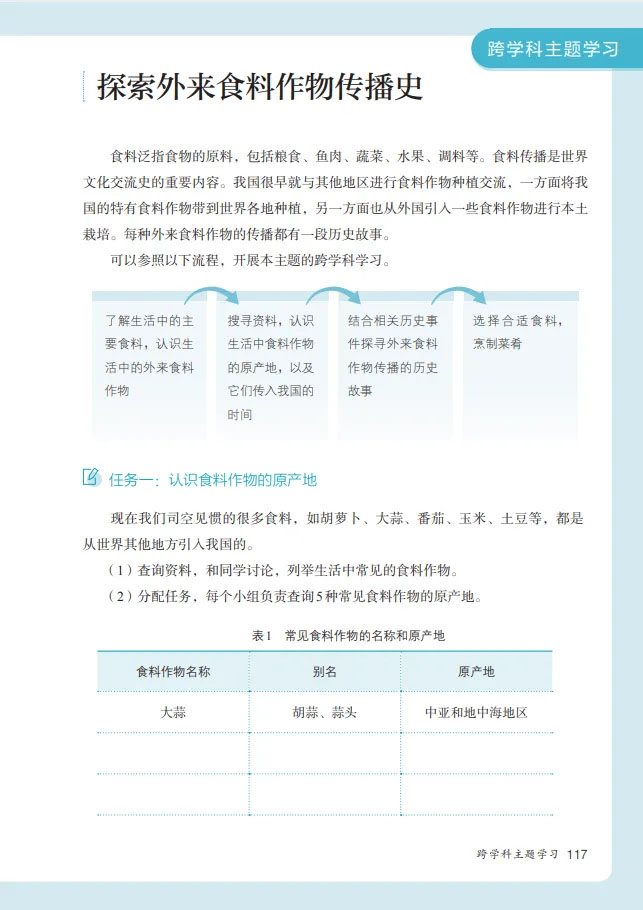 跨学科主题学习
探索外来食料作物传播史
食料泛指食物的原料，包括粮食、鱼肉、蔬菜、水果、调料等。食料传播是世界
文化交流史的重要内容。我国很早就与其他地区进行食料作物种植交流，一方面将我
国的特有食料作物带到世界各地种植，另一方面也从外国引入一些食料作物进行本土
栽培。每种外来食料作物的传播都有一段历史故事。
可以参照以下流程，开展本主题的跨学科学习。
了解生活中的主
要食料，认识生
活中的外来食料
作物
搜寻资料，认识
生活中食料作物
的原产地，以及
它们传入我国的
时间
结合相关历史事
件探寻外来食料
作物传播的历史
故事
选择合适食料，
烹制菜肴
任务一：认识食料作物的原产地
现在我们司空见惯的很多食料，如胡萝卜、大蒜、番茄、玉米、土豆等，都是
从世界其他地方引入我国的。
（1）查询资料，和同学讨论，列举生活中常见的食料作物。
（2）分配任务，每个小组负责查询5种常见食料作物的原产地。
表1 常见食料作物的名称和原产地
食料作物名称 别名 原产地
大蒜 胡蒜、蒜头 中亚和地中海地区
跨学科主题学习 117